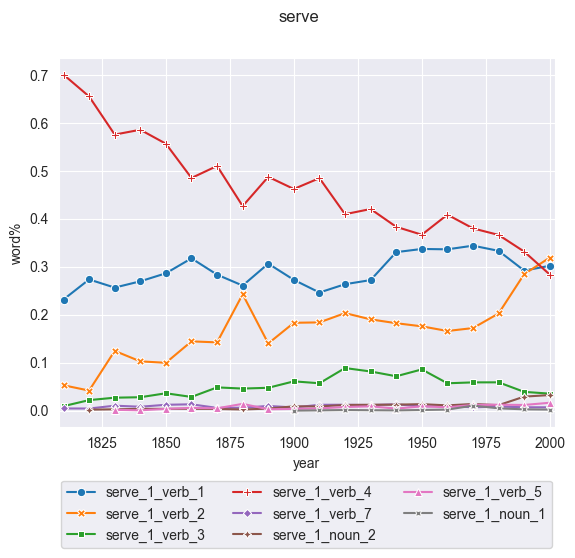 serve
0.7
0.6
0.5
0.4
0.3
0.2
0.1
0.0
word%
1825 1850 1875 1900 1925 1950 1975 2000
year
serve_1_verb_1 serve_1_verb_4 serve_1_verb_5
serve_1_verb_2 serve_1_verb_7 serve_1_noun_1
serve_1_verb_3 serve_1_noun_2